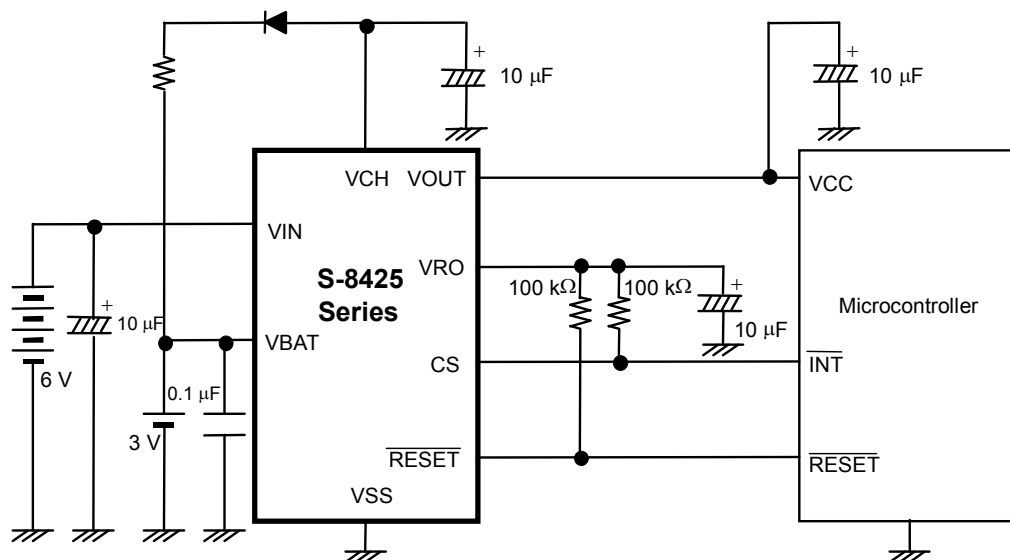 +
10 µF
+
10 µF
VCH
VOUT
VCC
VIN
S-8425
Series
VRO
100 kΩ
100 kΩ
+
10 µF
Microcontroller
+
10 µF
VBAT
CS
INT
6 V
0.1 µF
3 V
RESET
RESET
VSS